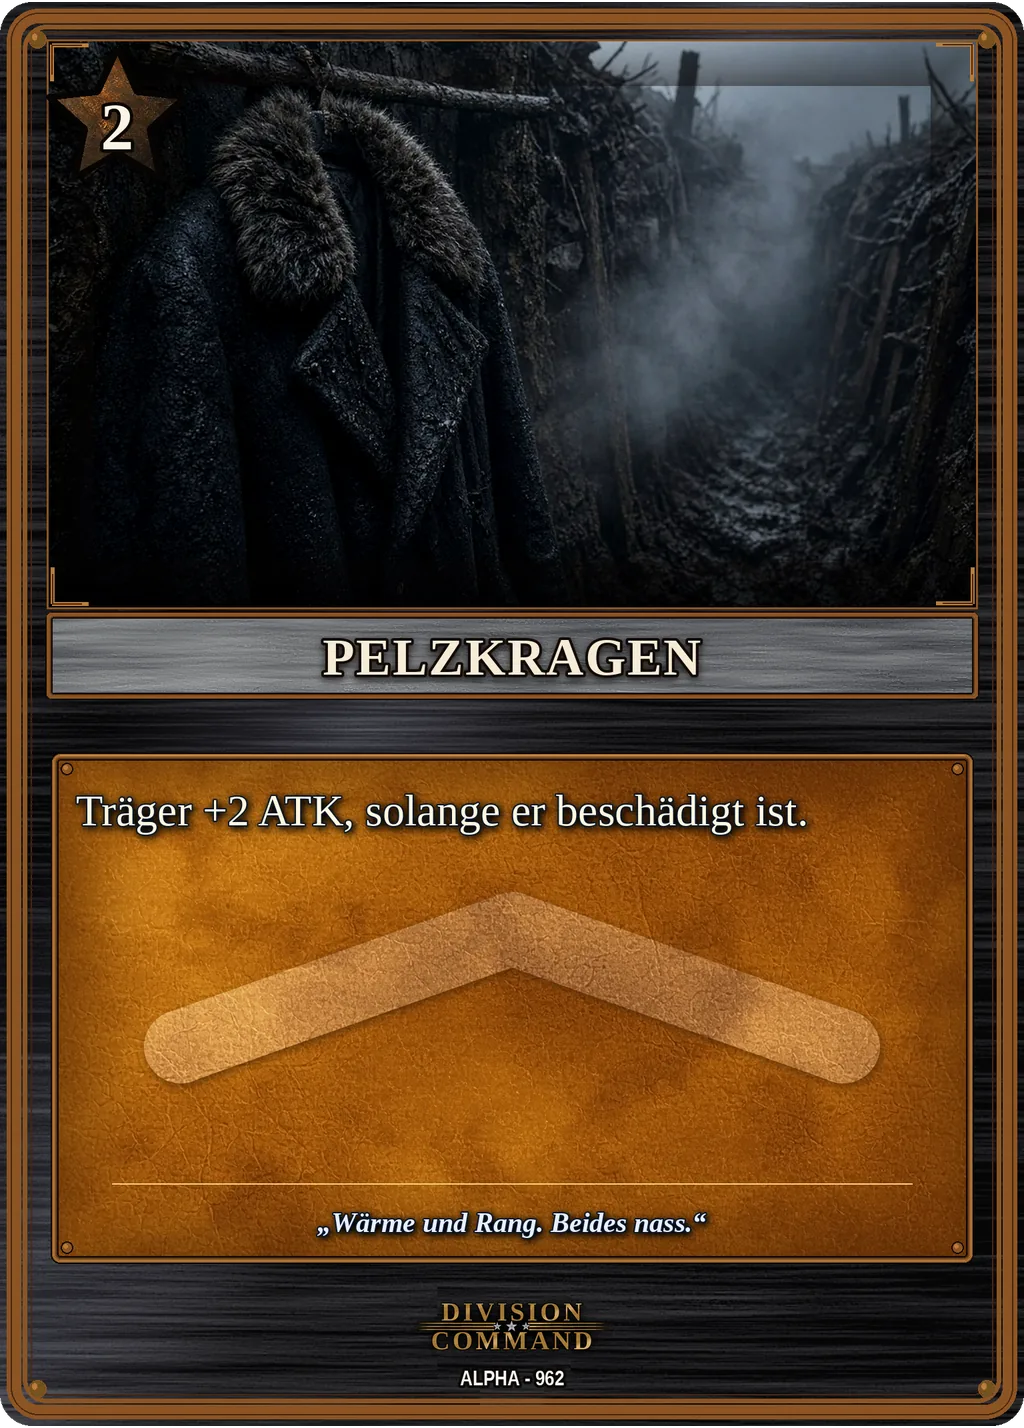 2
PELZKRAGEN
Träger +2 ATK, solange er beschädigt ist.
„Wärme und Rang. Beides nass.“
DIVISION
COMMAND
ALPHA - 962